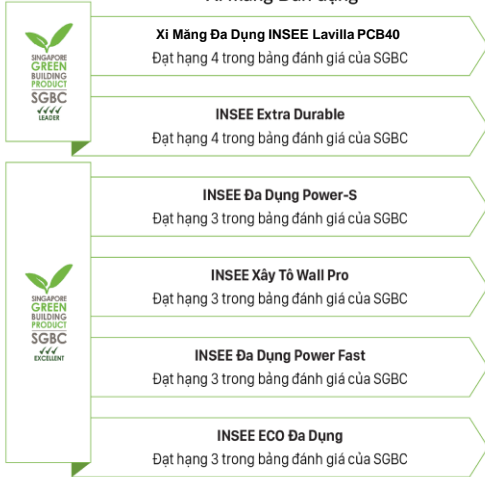 Xi Măng Đa Dụng INSEE Lavilla PCB40
Đạt hạng 4 trong bảng đánh giá của SGBC
SINGAPORE
GREEN
BUILDING
PRODUCT
SGBC
LEADER
INSEE Extra Durable
Đạt hạng 4 trong bảng đánh giá của SGBC
INSEE Đa Dụng Power-S
Đạt hạng 3 trong bảng đánh giá của SGBC
INSEE Xây Tô Wall Pro
Đạt hạng 3 trong bảng đánh giá của SGBC
SINGAPORE
GREEN
BUILDING
PRODUCT
SGBC
EXCELLENT
INSEE Đa Dụng Power Fast
Đạt hạng 3 trong bảng đánh giá của SGBC
INSEE ECO Đa Dụng
Đạt hạng 3 trong bảng đánh giá của SGBC